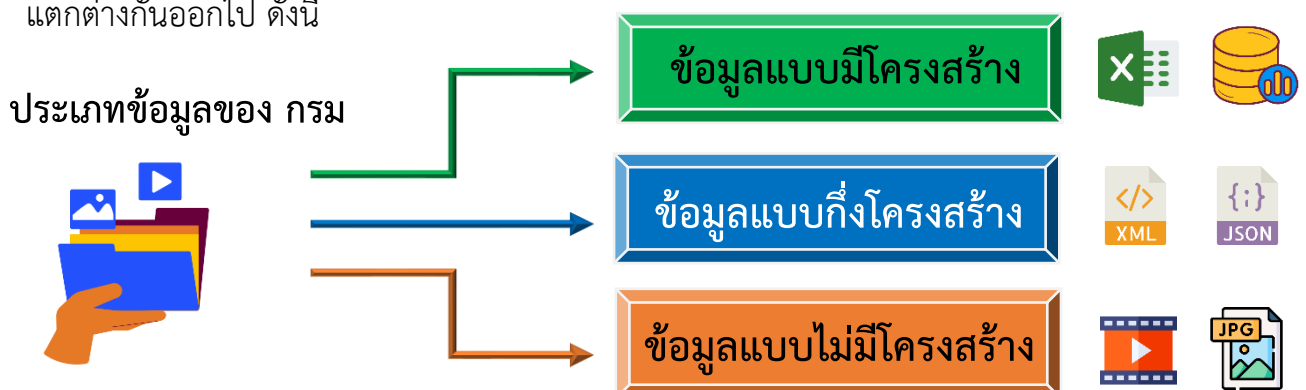 แตกต่างกันออกไป ดังนี้
ประเภทข้อมูลของ กรม
ข้อมูลแบบมีโครงสร้าง
X
ข้อมูลแบบกึ่งโครงสร้าง
</>
XML
{;}
JSON
ข้อมูลแบบไม่มีโครงสร้าง
JPG